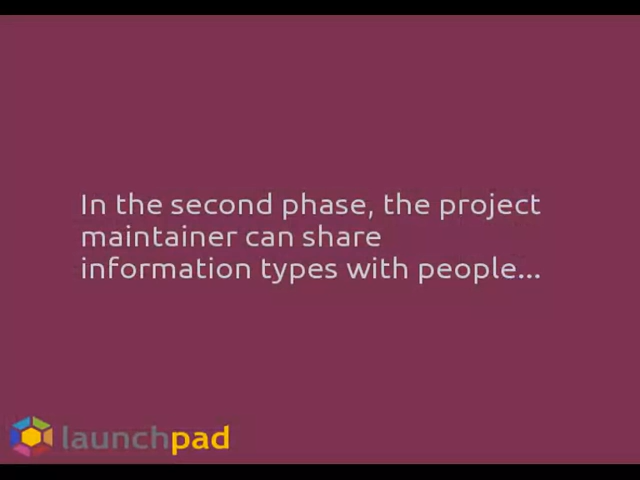 In the second phase, the project
maintainer can share
information types with people...
launchpad